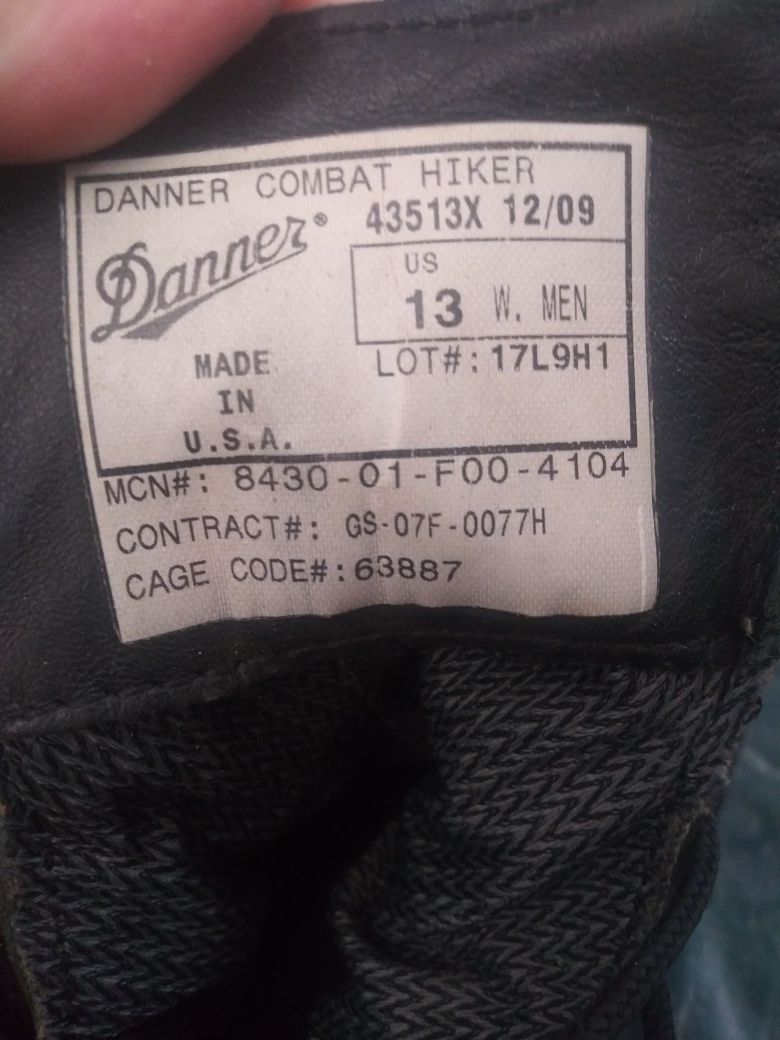 DANNER COMBAT HIKER
Danner®
43513X 12/09
US
13 W. MEN
MADE
IN
U.S.A.
LOT#: 17L9H1
MCN#: 8430-01-F00-4104
CONTRACT#: GS-07F-0077H
CAGE CODE#: 63887